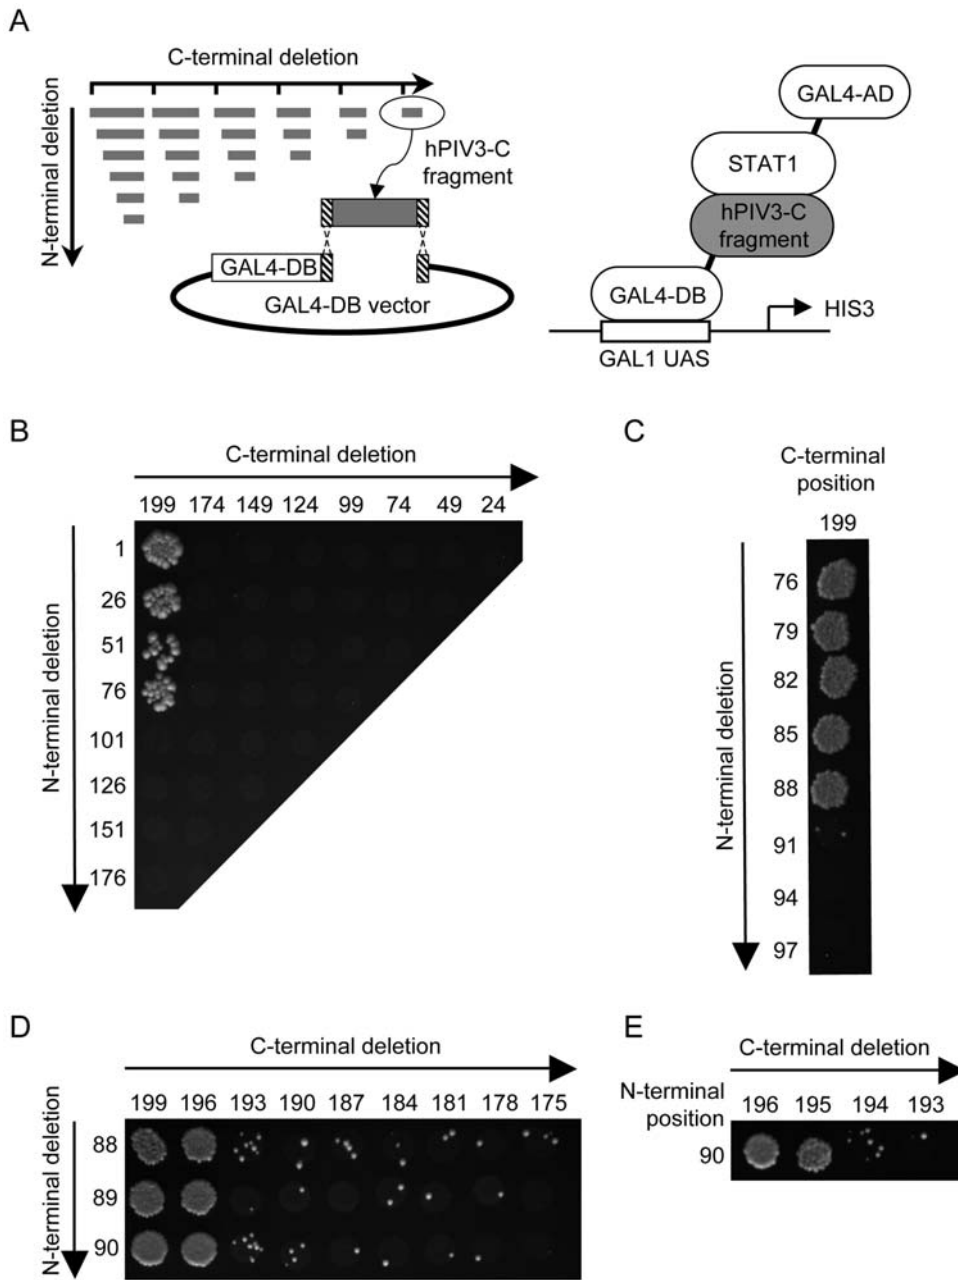 A
C-terminal deletion
N-terminal deletion
hPIV3-C
fragment
GAL4-DB
GAL4-DB vector
GAL4-AD
STAT1
hPIV3-C
fragment
GAL4-DB
HIS3
GAL1 UAS
B
C-terminal deletion
199 174 149 124 99 74 49 24
N-terminal deletion
1
26
51
76
101
126
151
176
C
C-terminal
position
199
N-terminal deletion
76
79
82
85
88
91
94
97
D
C-terminal deletion
199 196 193 190 187 184 181 178 175
N-terminal deletion
88
89
90
E
C-terminal deletion
N-terminal
position
196 195 194 193
90